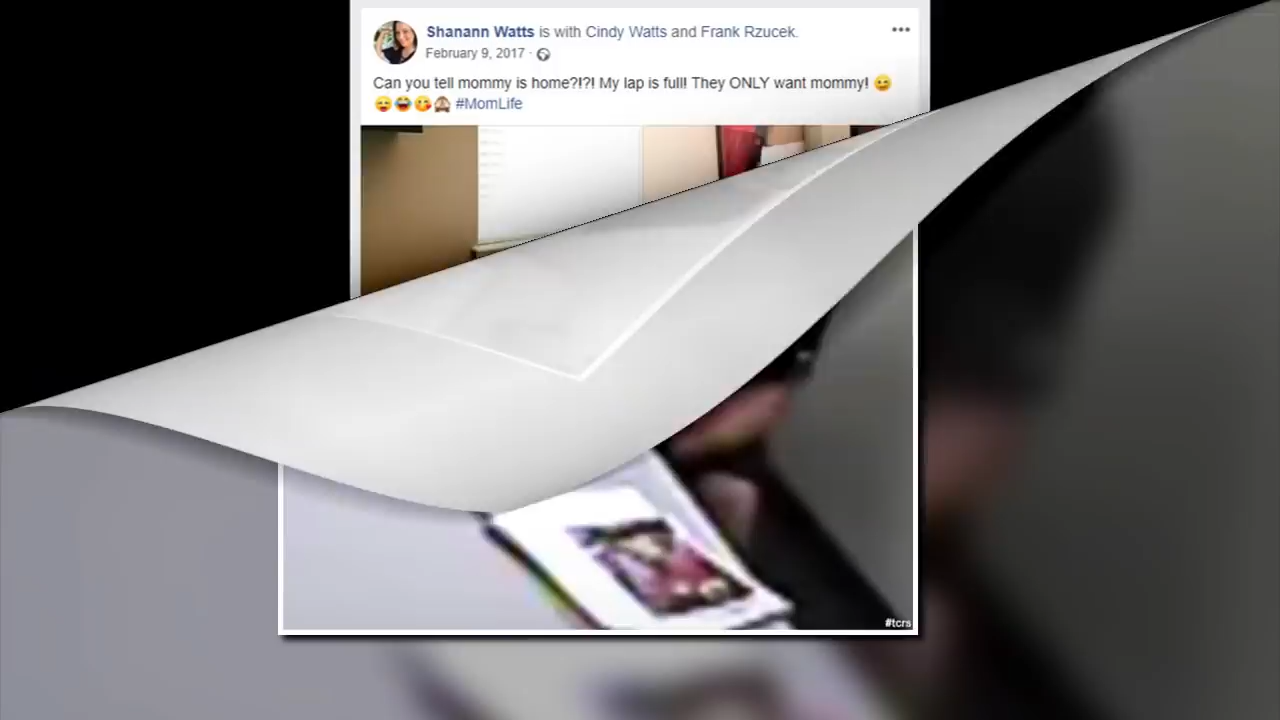 Shanann Watts is with Cindy Watts and Frank Rzucek.
February 9, 2017 ·
Can you tell mommy is home?!?! My lap is full! They ONLY want mommy! 😄
😄😂😋🙈 #MomLife
#tcrs